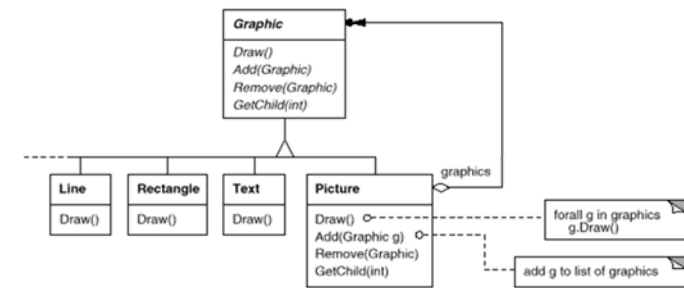 Graphic
Draw()
Add(Graphic)
Remove(Graphic)
GetChild(int)
graphics
Line
Draw()
Rectangle
Draw()
Text
Draw()
Picture
Draw()
Add(Graphic g)
Remove(Graphic)
GetChild(int)
forall g in graphics
g.Draw()
add g to list of graphics